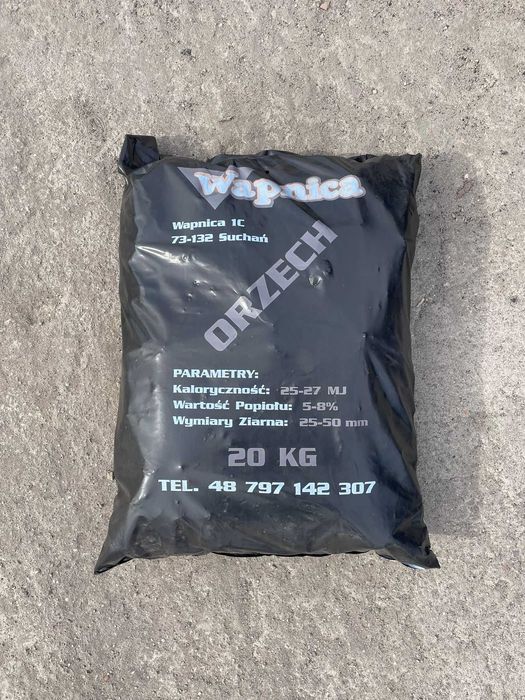 Wapnica
Wapnica 1C
73-132 Suchań
ORZECH
PARAMETRY:
Kaloryczność: 25-27 MJ
Wartość Popiołu: 5-8%
Wymiary Ziarna: 25-50 mm
20 KG
TEL. 48 797 142 307